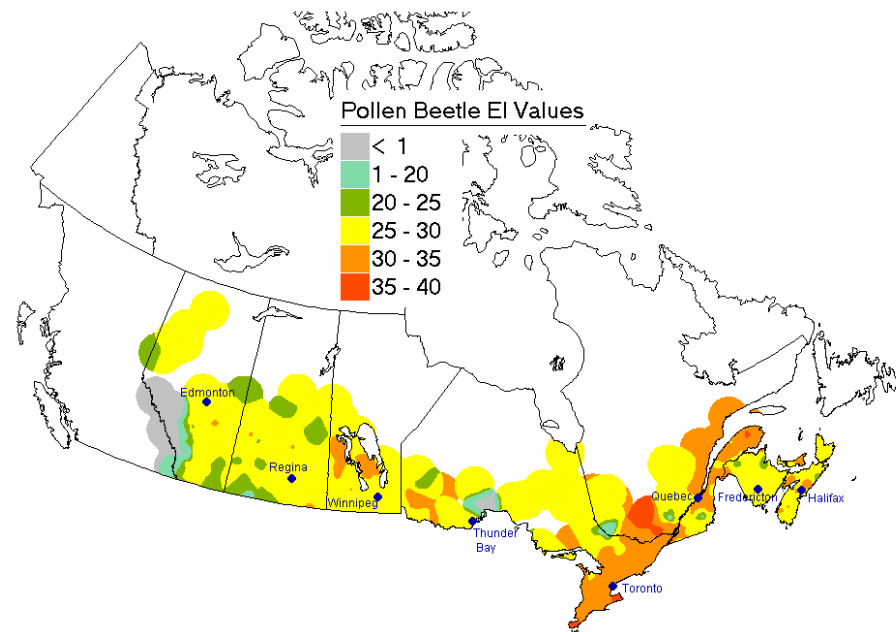 Pollen Beetle EI Values
< 1
1 - 20
20 - 25
25 - 30
30 - 35
35 - 40
Edmonton
Regina
Winnipeg
Thunder
Bay
Quebec
Fredericton
Halifax
Toronto